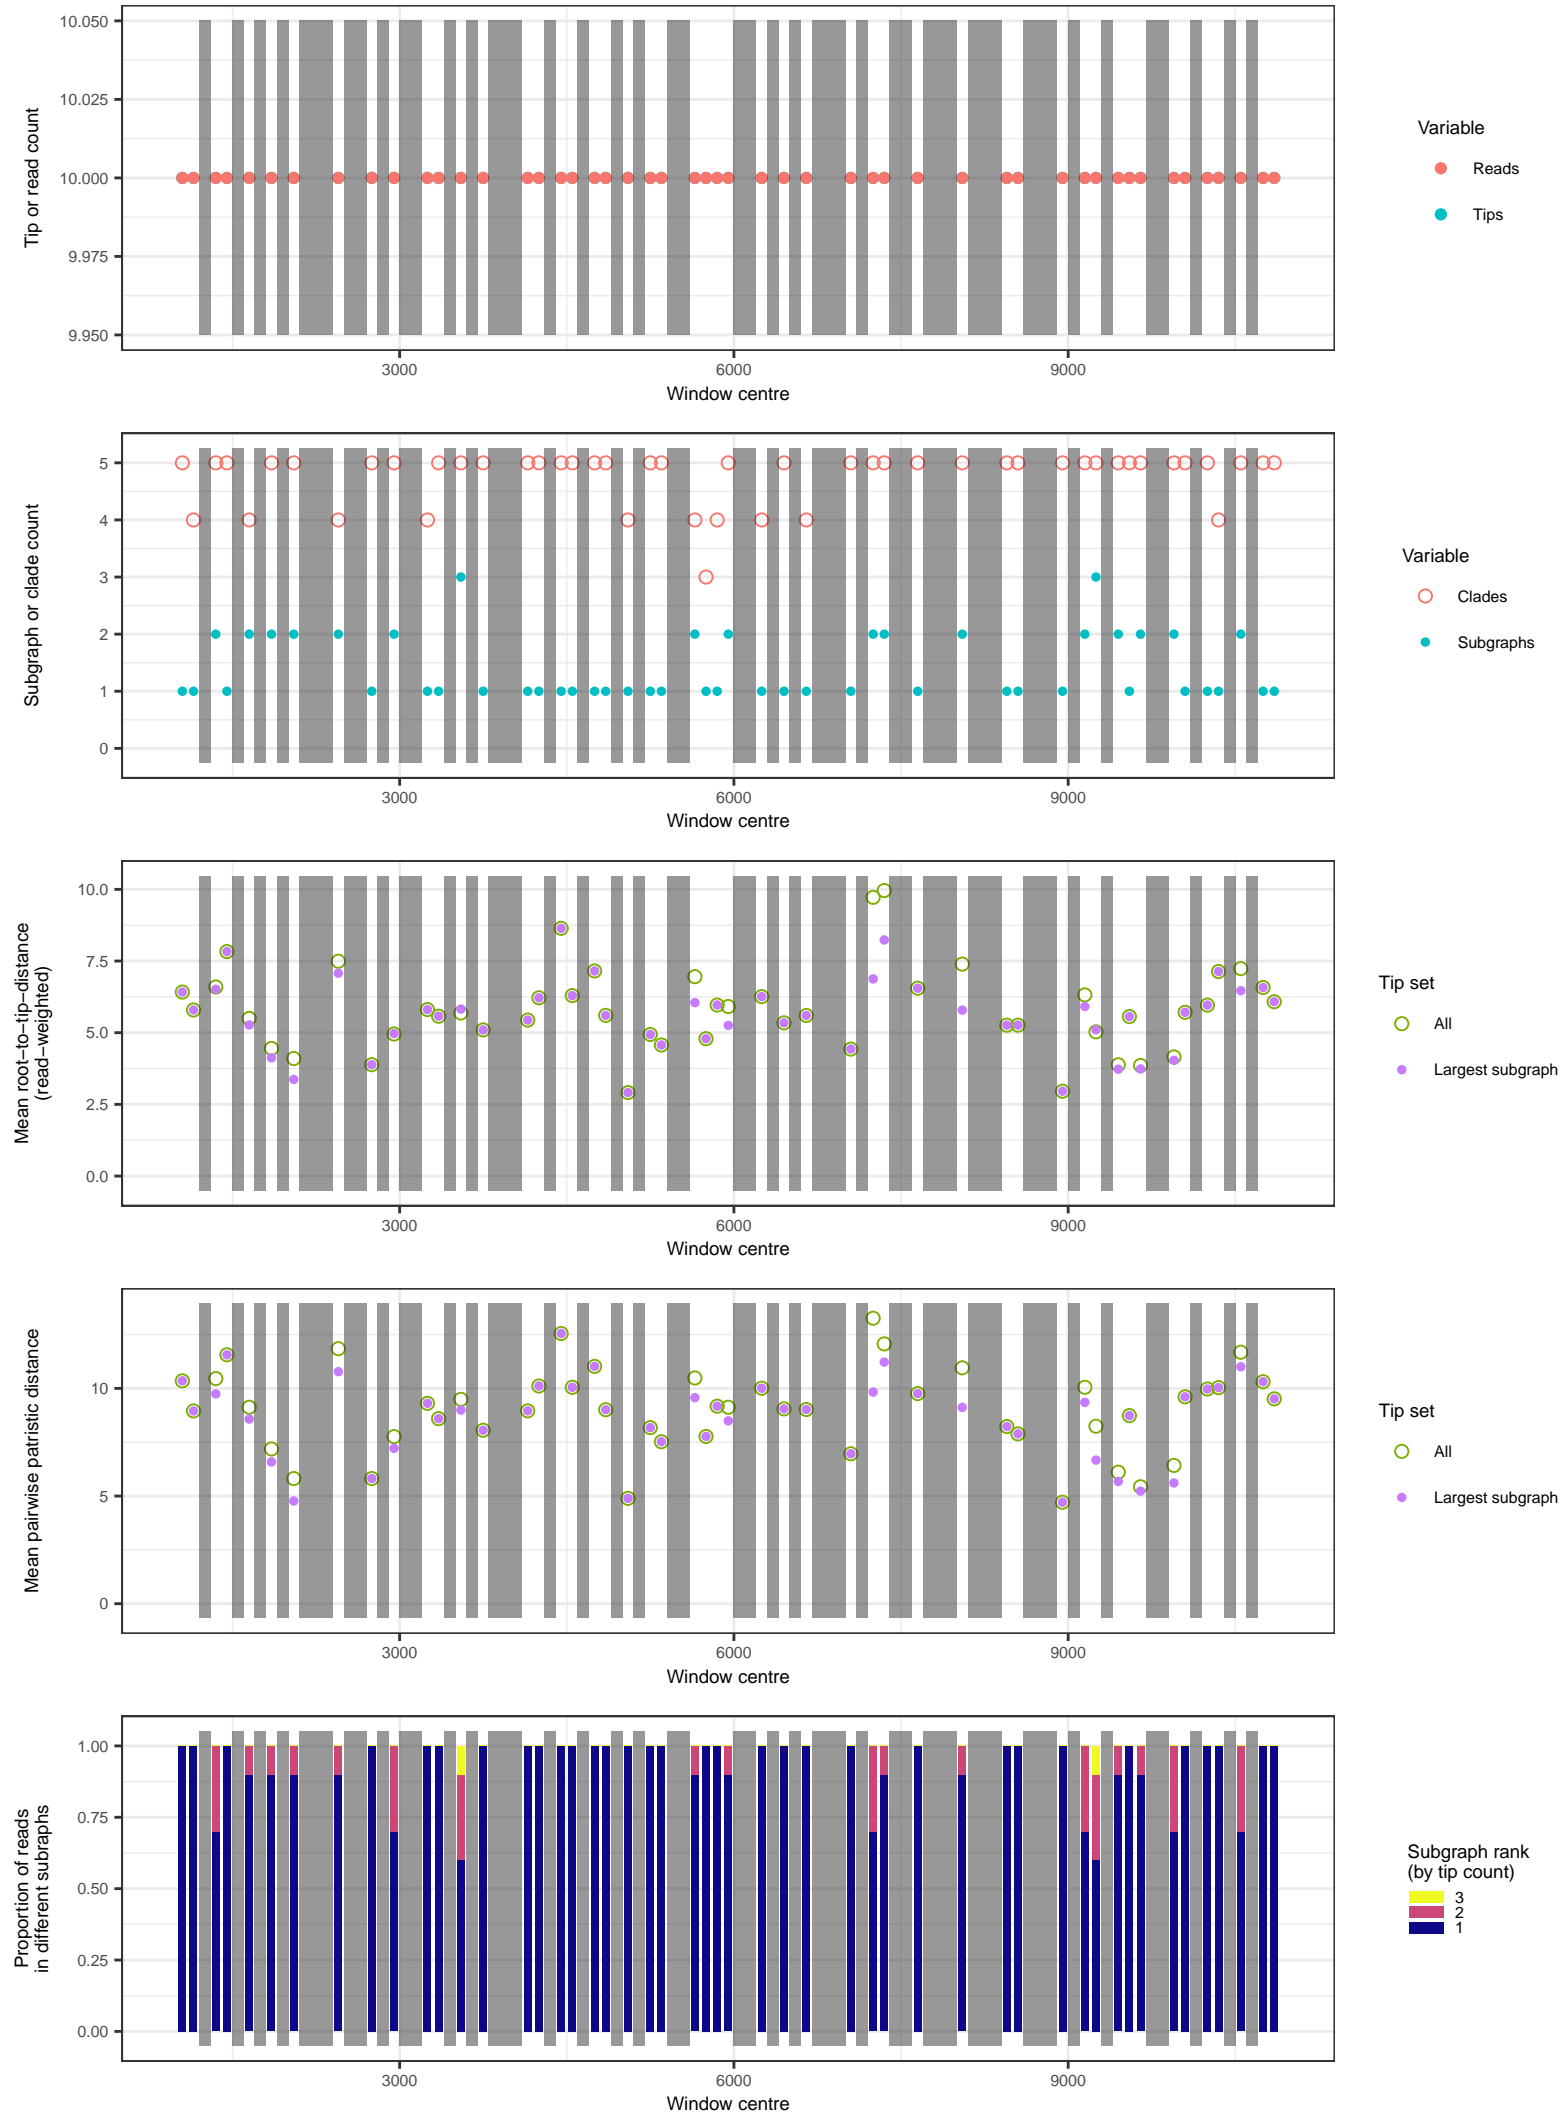 10.050
10.025
10.000
9.975
9.950
Tip or read count
3000
6000
9000
Window centre
Variable
Reads
Tips
5
4
3
2
1
0
Subgraph or clade count
3000
6000
9000
Window centre
Variable
Clades
Subgraphs
10.0
7.5
5.0
2.5
0.0
Mean root−to−tip−distance
(read−weighted)
3000
6000
9000
Window centre
Tip set
All
Largest subgraph
10
5
0
Mean pairwise patristic distance
3000
6000
9000
Window centre
Tip set
All
Largest subgraph
1.00
0.75
0.50
0.25
0.00
Proportion of reads
in different subraphs
3000
6000
9000
Window centre
Subgraph rank
(by tip count)
3
2
1